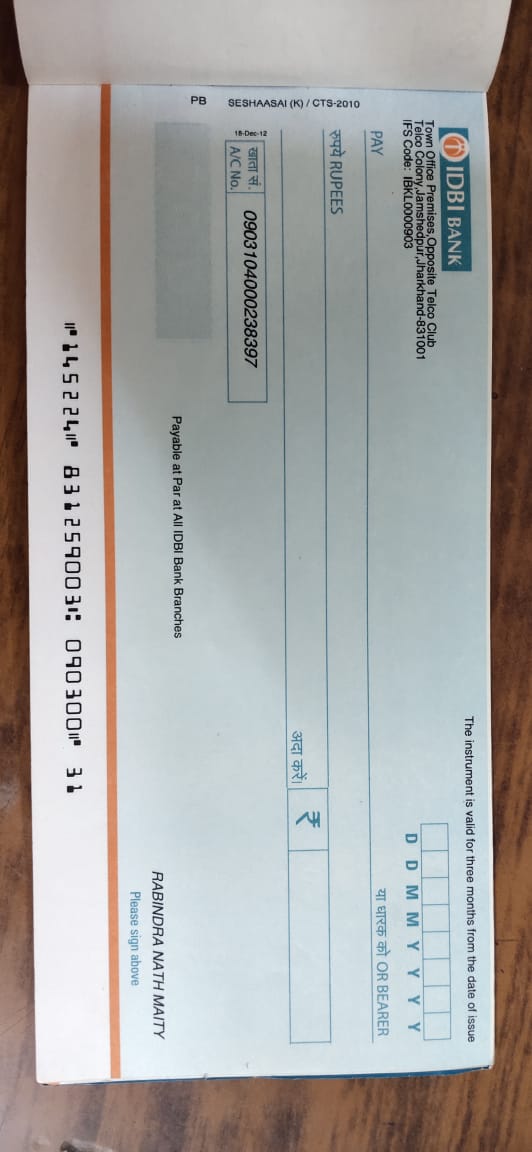 IDBI BANK
Town Office Premises,Opposite Telco Club
Telco Colony,Jamshedpur,Jharkhand-831001
IFS Code: IBKL0000903
The instrument is valid for three months from the date of issue
D D M M Y Y Y Y
PAY
या धारक को OR BEARER
रुपये RUPEES
अदा करें।
₹
18-Dec-12
खाता सं.
A/C No.
0903104000238397
PB SESHAASAI (K) / CTS-2010
Payable at Par at All IDBI Bank Branches
RABINDRA NATH MAITY
Please sign above
⑈145224⑈ 831259003⑆ 090300⑈ 31